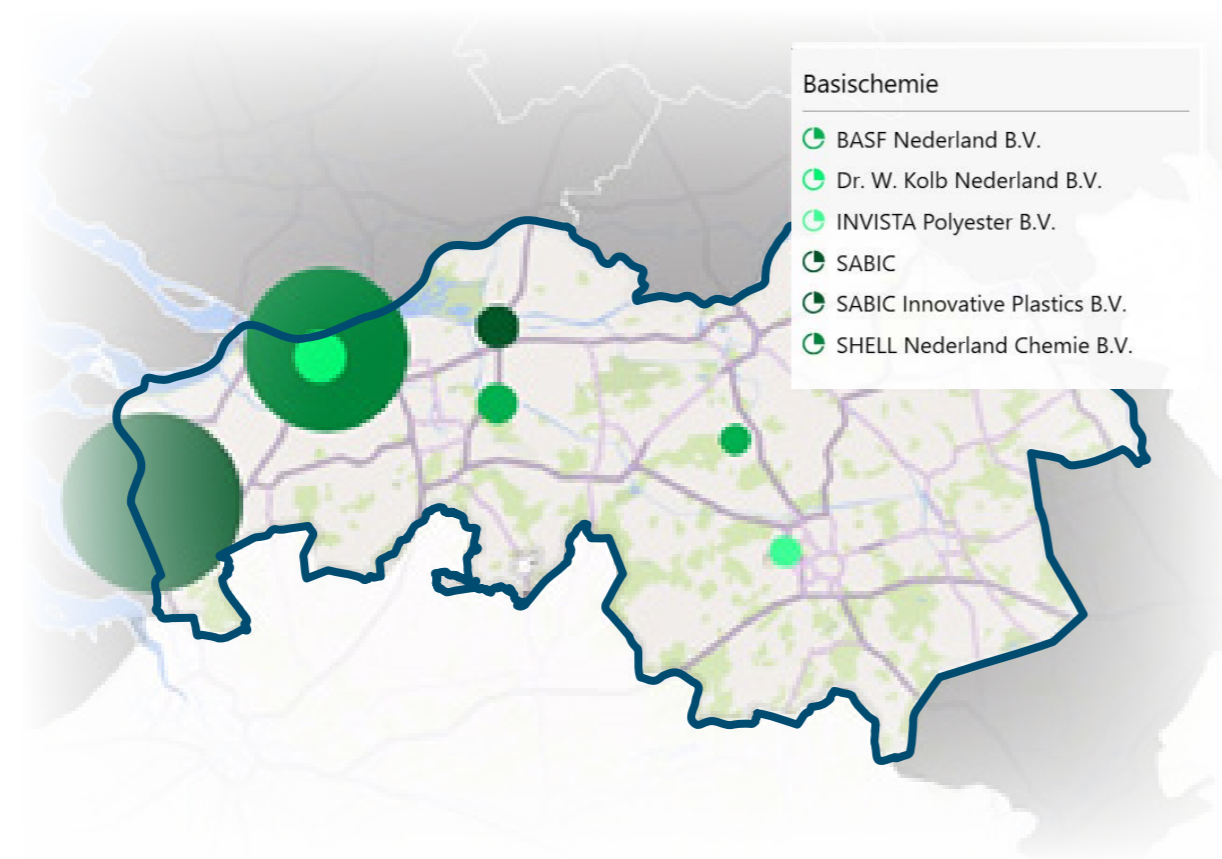 Basischemie
BASF Nederland B.V.
Dr. W. Kolb Nederland B.V.
INVISTA Polyester B.V.
SABIC
SABIC Innovative Plastics B.V.
SHELL Nederland Chemie B.V.